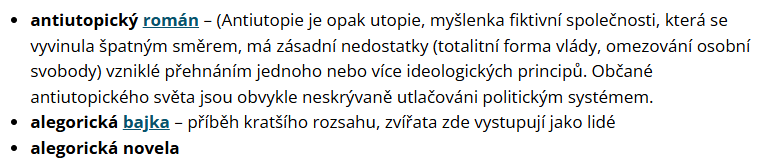 • antiutopický román – (Antiutopie je opak utopie, myšlenka fiktivní společnosti, která se
vyvinula špatným směrem, má zásadní nedostatky (totalitní forma vlády, omezování osobní
svobody) vzniklé přehnáním jednoho nebo více ideologických principů. Občané
antiutopického světa jsou obvykle neskrývaně utlačováni politickým systémem.
• alegorická bajka – příběh kratšího rozsahu, zvířata zde vystupují jako lidé
• alegorická novela